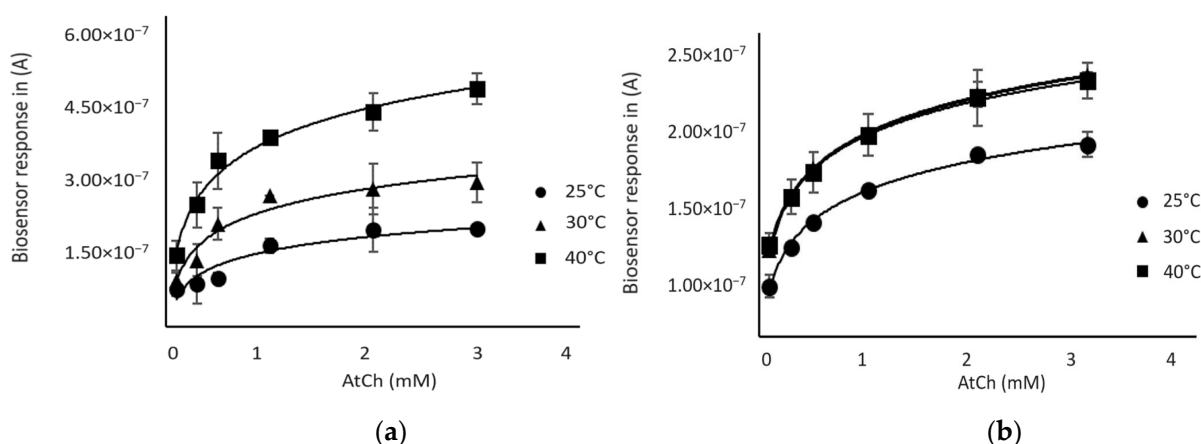 (a)
Biosensor response in (A)
6.00×10⁻⁷
4.50×10⁻⁷
3.00×10⁻⁷
1.50×10⁻⁷
0 1 2 3 4
AtCh (mM)
25°C
30°C
40°C
(a)
(b)
Biosensor response in (A)
2.50×10⁻⁷
2.00×10⁻⁷
1.50×10⁻⁷
1.00×10⁻⁷
0 1 2 3 4
AtCh (mM)
25°C
30°C
40°C
(b)